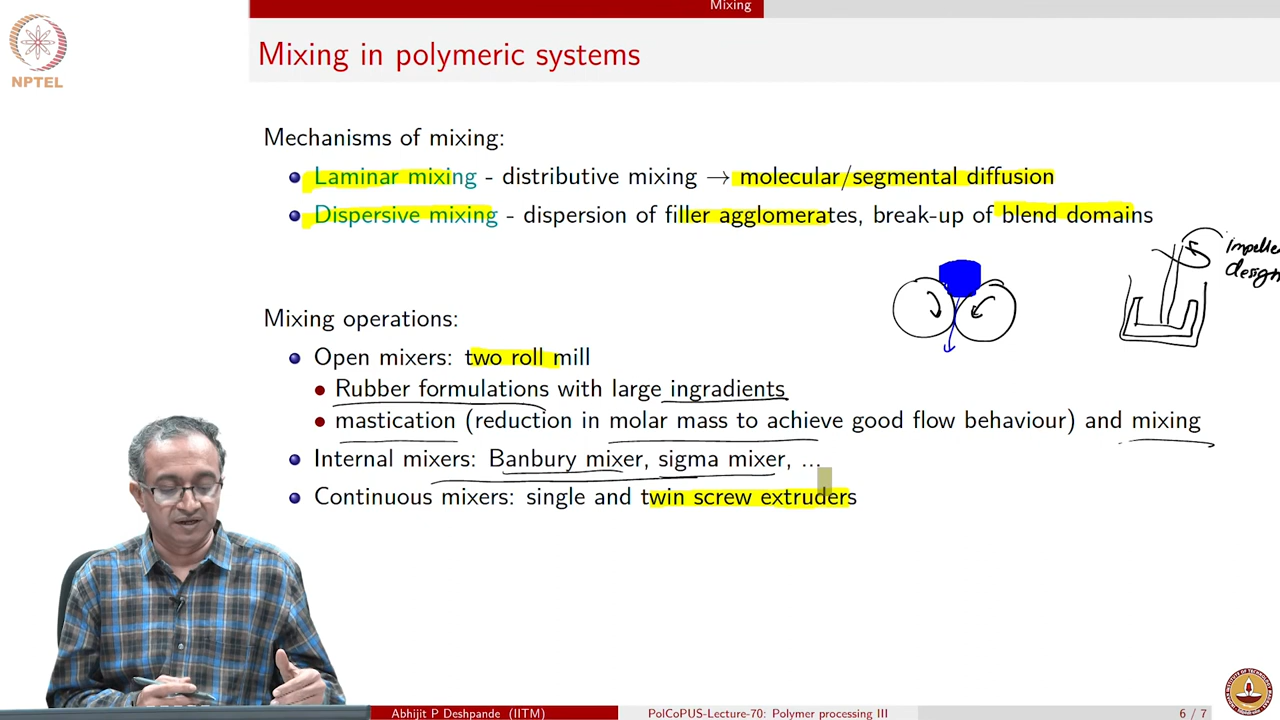 Mixing
NPTEL
Mixing in polymeric systems
Mechanisms of mixing:
Laminar mixing - distributive mixing → molecular/segmental diffusion
Dispersive mixing - dispersion of filler agglomerates, break-up of blend domains
Impelle
design
Mixing operations:
Open mixers: two roll mill
Rubber formulations with large ingradients
mastication (reduction in molar mass to achieve good flow behaviour) and mixing
Internal mixers: Banbury mixer, sigma mixer, ...
Continuous mixers: single and twin screw extruders
Abhijit P Deshpande (IITM)
PolCoPUS-Lecture-70: Polymer processing III
6 / 7